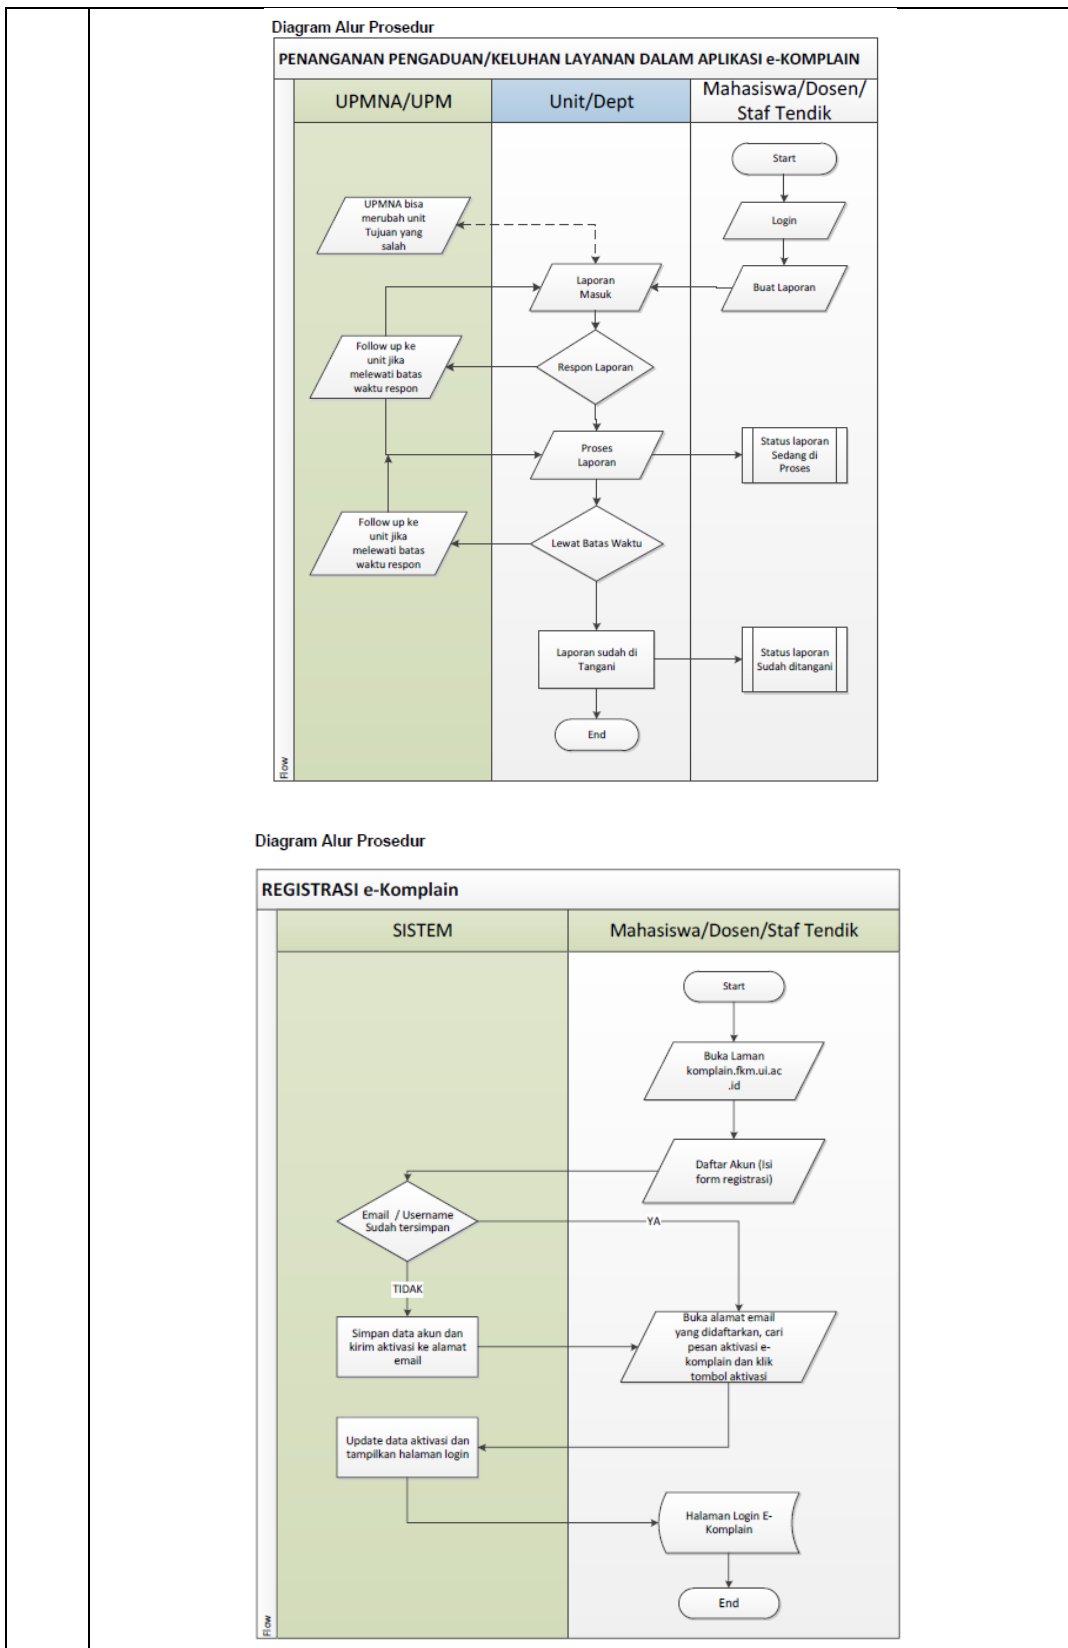 Diagram Alur Prosedur
PENANGANAN PENGADUAN/KELUHAN LAYANAN DALAM APLIKASI e-KOMPLAIN
UPMNA/UPM
Unit/Dept
Mahasiswa/Dosen/
Staf Tendik
Start
UPMNA bisa
merubah unit
Tujuan yang
salah
Login
Laporan
Masuk
Buat Laporan
Follow up ke
unit jika
melewati batas
waktu respon
Respon Laporan
Proses
Laporan
Status laporan
Sedang di
Proses
Follow up ke
unit jika
melewati batas
waktu respon
Lewat Batas Waktu
Laporan sudah di
Tangani
Status laporan
Sudah ditangani
End
Flow
Diagram Alur Prosedur
REGISTRASI e-Komplain
SISTEM
Mahasiswa/Dosen/Staf Tendik
Start
Buka Laman
komplain.fkm.ui.ac
.id
Daftar Akun (Isi
form registrasi)
Email / Username
Sudah tersimpan
YA
TIDAK
Simpan data akun dan
kirim aktivasi ke alamat
email
Buka alamat email
yang didaftarkan, cari
pesan aktivasi e-
komplain dan klik
tombol aktivasi
Update data aktivasi dan
tampilkan halaman login
Halaman Login E-
Komplain
End
Flow